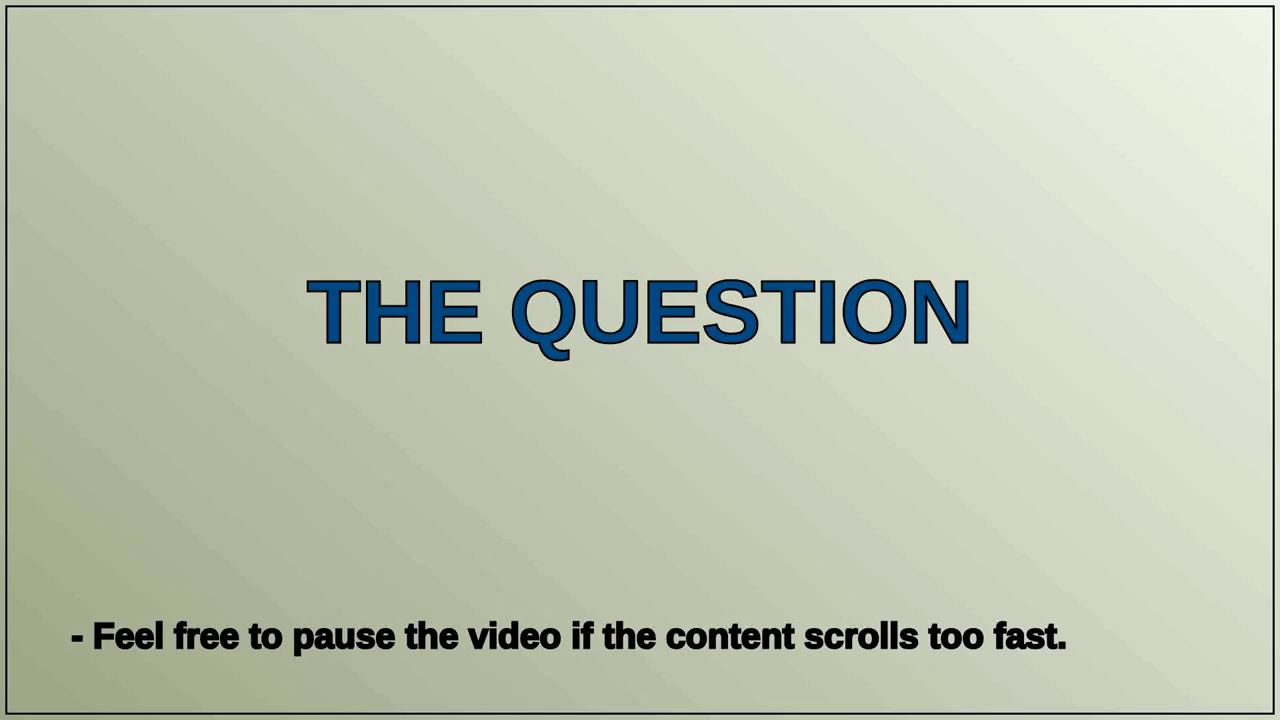 THE QUESTION
- Feel free to pause the video if the content scrolls too fast.